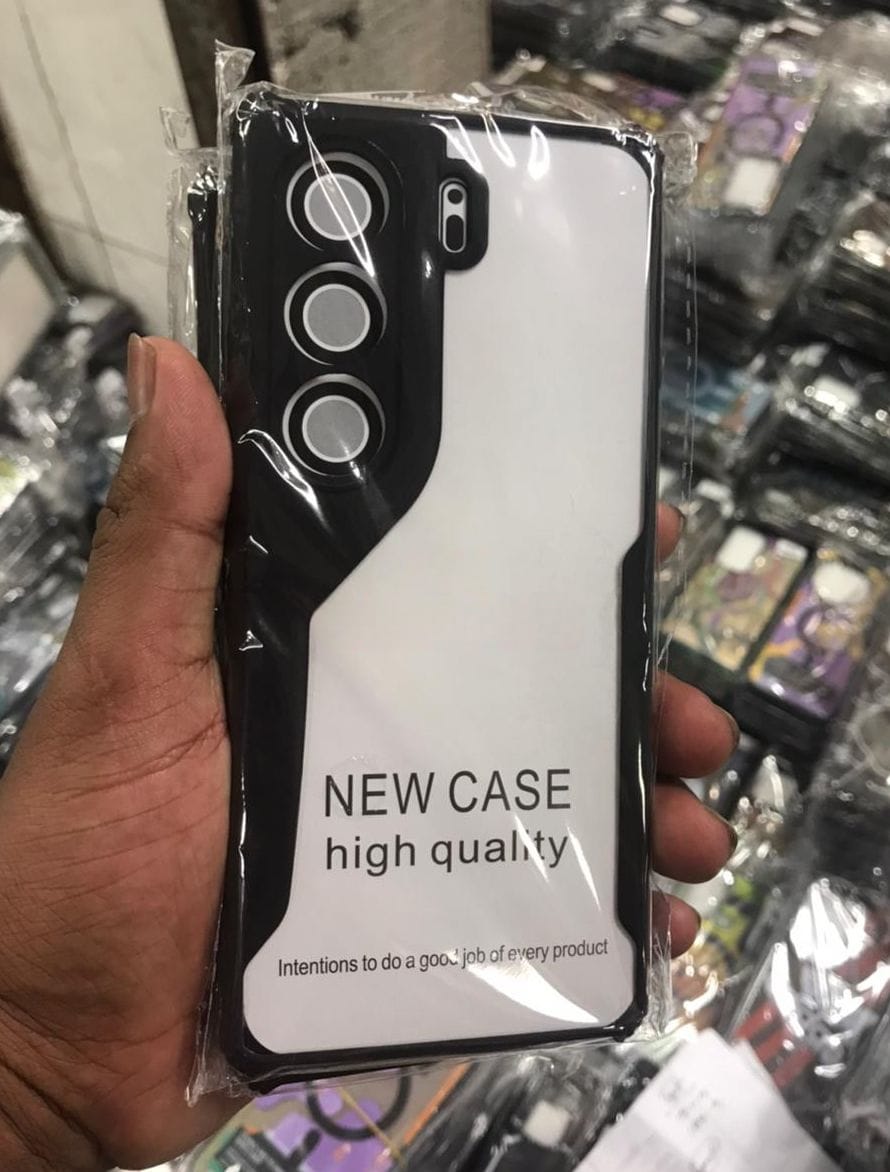 NEW CASE
high quality
Intentions to do a good job of every product